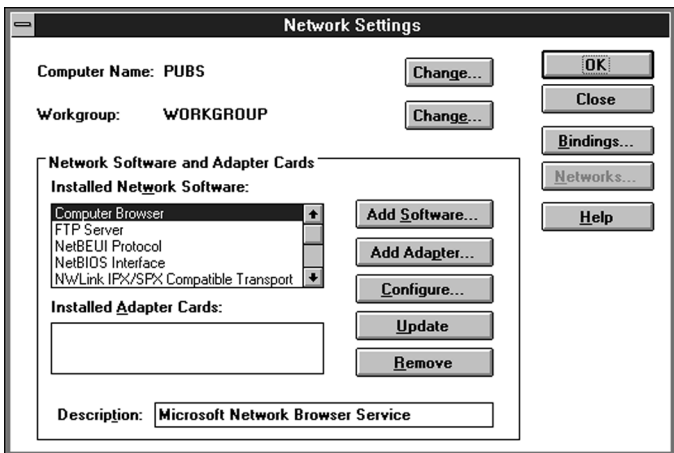 Network Settings
Computer Name: PUBS Change... OK
Close
Workgroup: WORKGROUP Change...
Bindings...
Network Software and Adapter Cards
Networks...
Installed Network Software:
Computer Browser Add Software... Help
FTP Server
NetBEUI Protocol Add Adapter...
NetBIOS Interface
NWLink IPX/SPX Compatible Transport Configure...
Installed Adapter Cards:
Update
Remove
Description: Microsoft Network Browser Service